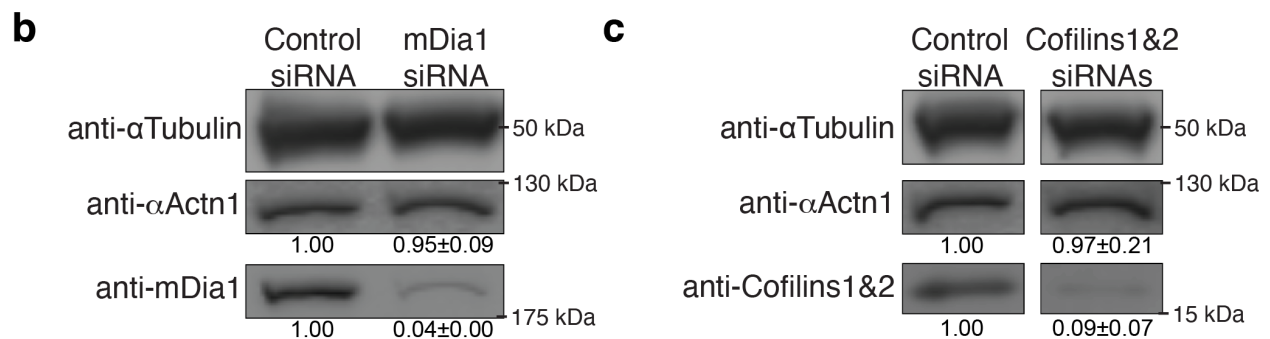 b
Control mDia1
siRNA siRNA
anti-αTubulin 50 kDa
130 kDa
anti-αActn1
1.00 0.95±0.09
anti-mDia1
175 kDa
1.00 0.04±0.00
c
Control Cofilins1&2
siRNA siRNAs
anti-αTubulin 50 kDa
130 kDa
anti-αActn1
1.00 0.97±0.21
anti-Cofilins1&2
15 kDa
1.00 0.09±0.07